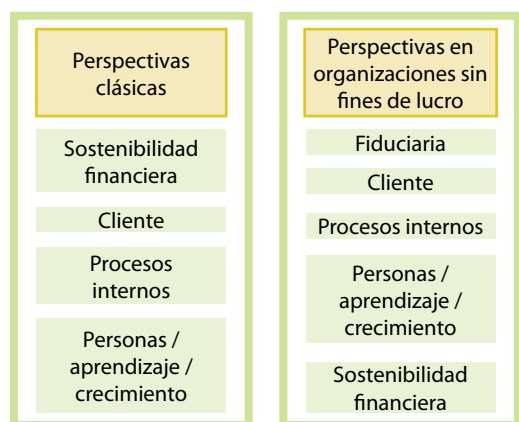 Perspectivas
clásicas
Sostenibilidad
financiera
Cliente
Procesos
internos
Personas /
aprendizaje /
crecimiento
Perspectivas en
organizaciones sin
fines de lucro
Fiduciaria
Cliente
Procesos internos
Personas /
aprendizaje /
crecimiento
Sostenibilidad
financiera